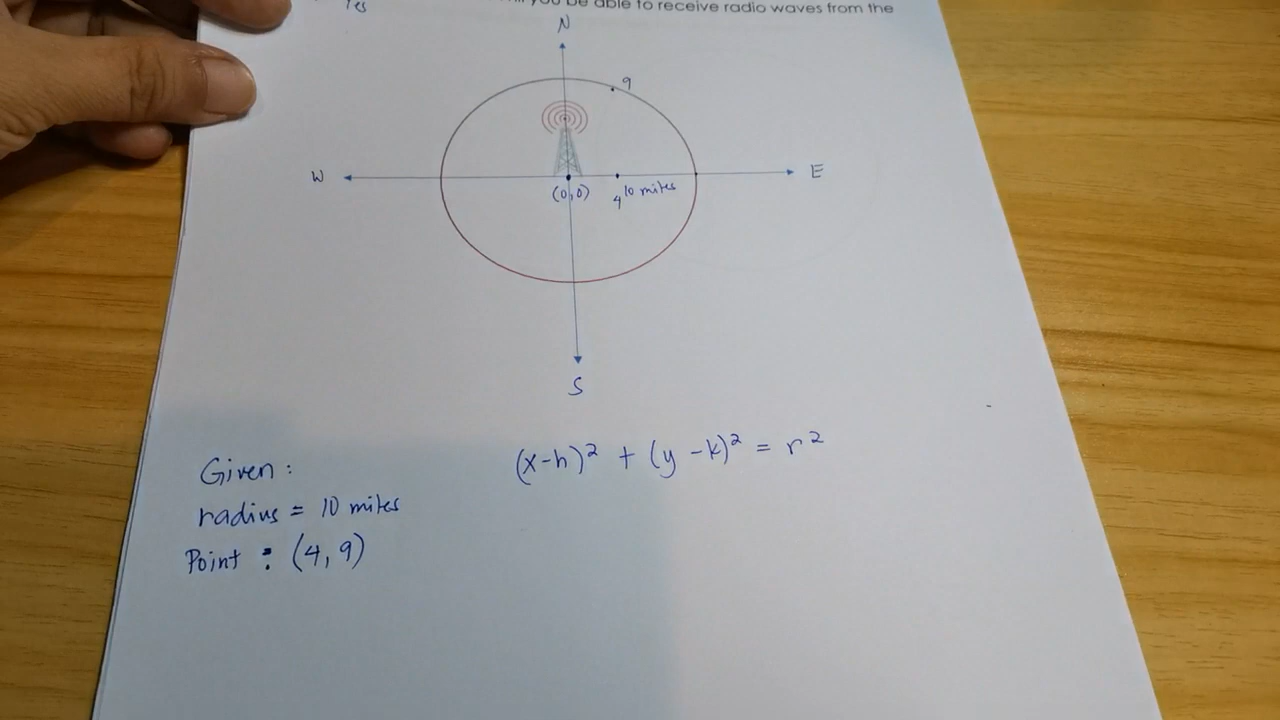 Yes
you be able to receive radio waves from the
N
9
W
E
(0,0)
4
10 miles
S
(x-h)² + (y-k)² = r²
Given:
radius = 10 miles
Point : (4,9)